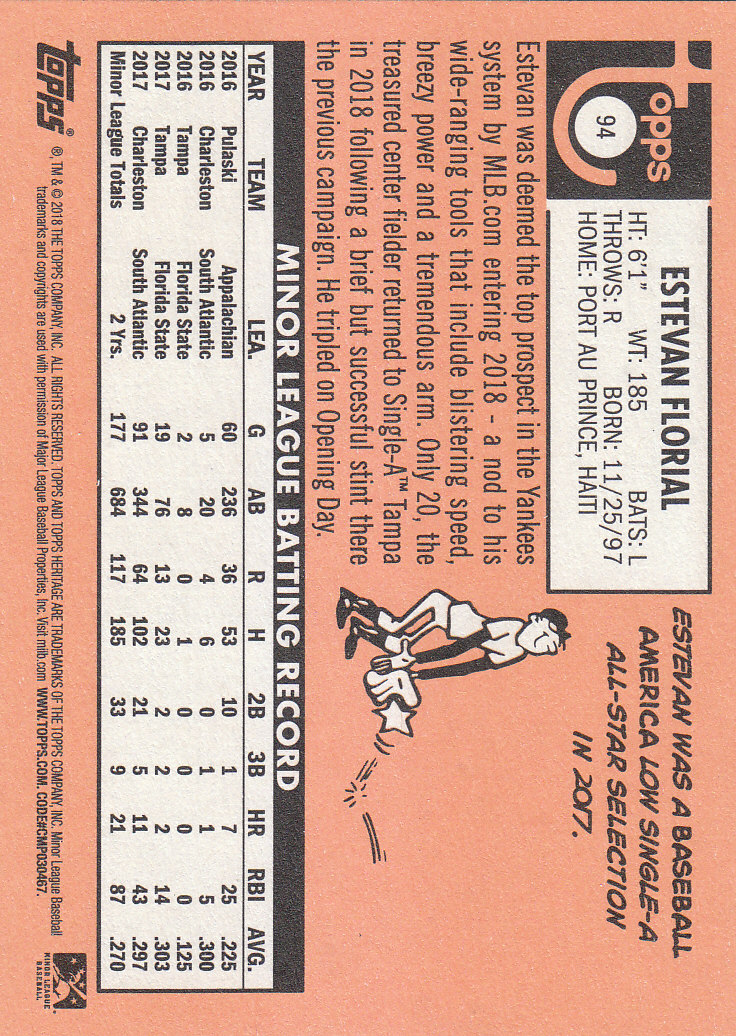 topps
94
ESTEVAN FLORIAL
HT: 6'1" WT: 185 BATS: L
THROWS: R BORN: 11/25/97
HOME: PORT AU PRINCE, HAITI
ESTEVAN WAS A BASEBALL
AMERICA LOW SINGLE-A
ALL-STAR SELECTION
IN 2017.
Estevan was deemed the top prospect in the Yankees
system by MLB.com entering 2018 - a nod to his
wide-ranging tools that include blistering speed,
breezy power and a tremendous arm. Only 20, the
treasured center fielder returned to Single-A™ Tampa
in 2018 following a brief but successful stint there
the previous campaign. He tripled on Opening Day.
MINOR LEAGUE BATTING RECORD
YEAR TEAM LEA. G AB R H 2B 3B HR RBI AVG.
2016 Pulaski Appalachian 60 236 36 53 10 1 7 25 .225
2016 Charleston South Atlantic 5 20 4 6 0 1 1 5 .300
2016 Tampa Florida State 2 8 0 1 0 0 0 0 .125
2017 Tampa Florida State 19 76 13 23 2 2 2 14 .303
2017 Charleston South Atlantic 91 344 64 102 21 5 11 43 .297
Minor League Totals 2 Yrs. 177 684 117 185 33 9 21 87 .270
topps® ®, TM & © 2018 THE TOPPS COMPANY, INC. ALL RIGHTS RESERVED. TOPPS AND TOPPS HERITAGE ARE TRADEMARKS OF THE TOPPS COMPANY, INC. Minor League Baseball
trademarks and copyrights are used with permission of Major League Baseball Properties, Inc. Visit milb.com WWW.TOPPS.COM. CODE#CMP030467.
MINOR LEAGUE
BASEBALL